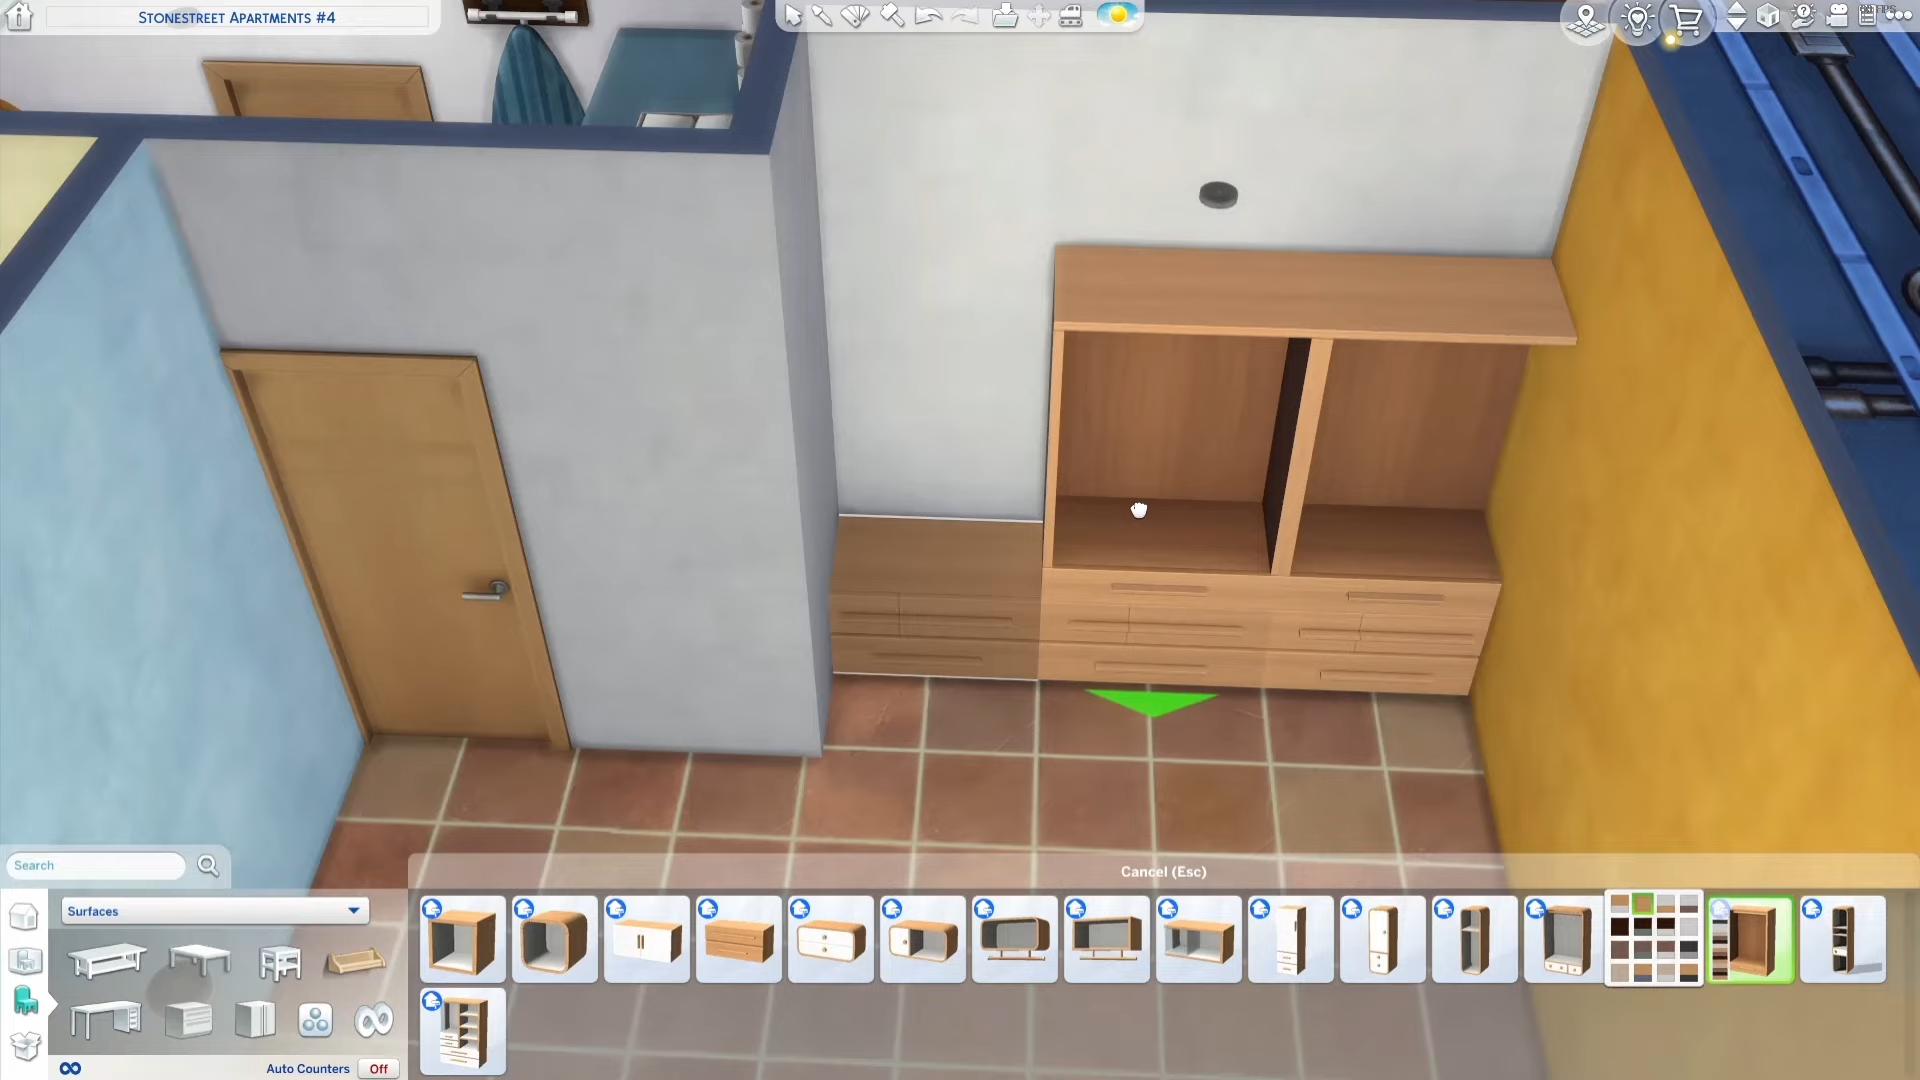 STONESTREET APARTMENTS #4
Cancel (Esc)
Search
Surfaces
Auto Counters Off